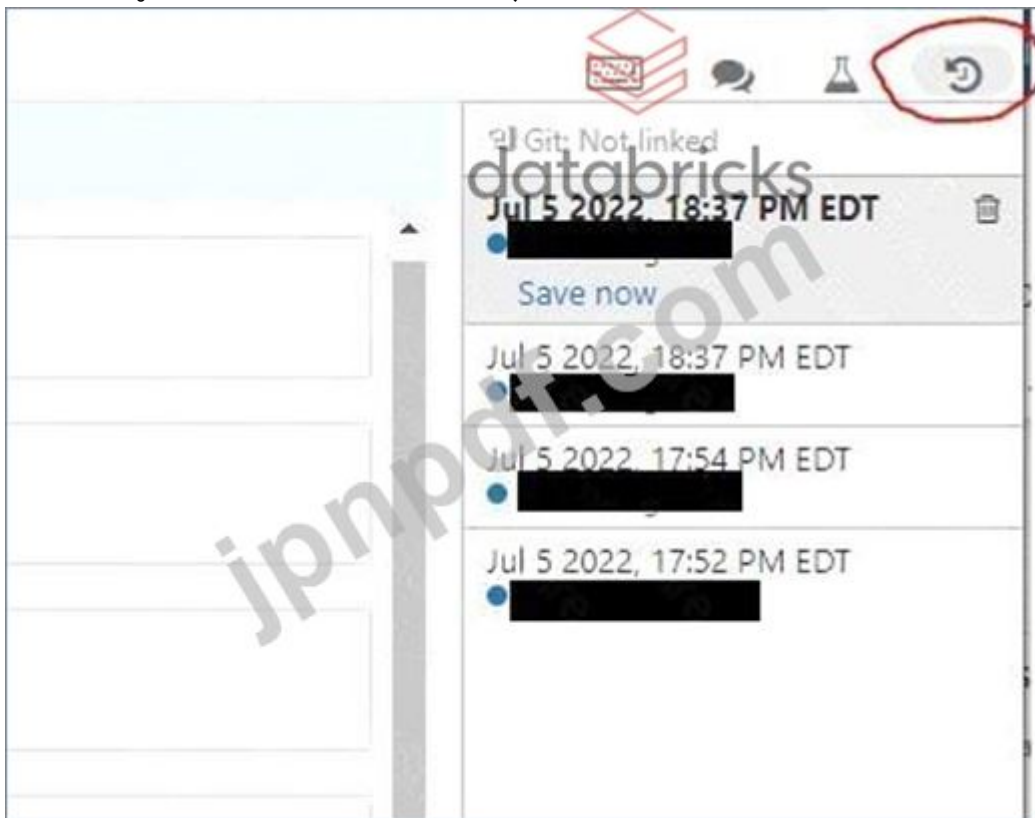 Git: Not linked
databricks
Jul 5 2022, 18:37 PM EDT
Save now
Jul 5 2022, 18:37 PM EDT
Jul 5 2022, 17:54 PM EDT
Jul 5 2022, 17:52 PM EDT
jpnpdf.com